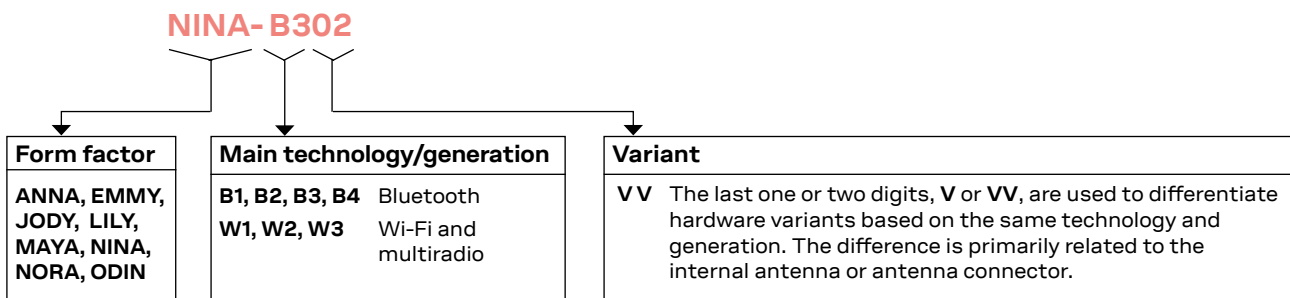 NINA- B302
Form factor
ANNA, EMMY,
JODY, LILY,
MAYA, NINA,
NORA, ODIN
Main technology/generation
B1, B2, B3, B4 Bluetooth
W1, W2, W3 Wi-Fi and
multiradio
Variant
V V The last one or two digits, V or VV, are used to differentiate
hardware variants based on the same technology and
generation. The difference is primarily related to the
internal antenna or antenna connector.